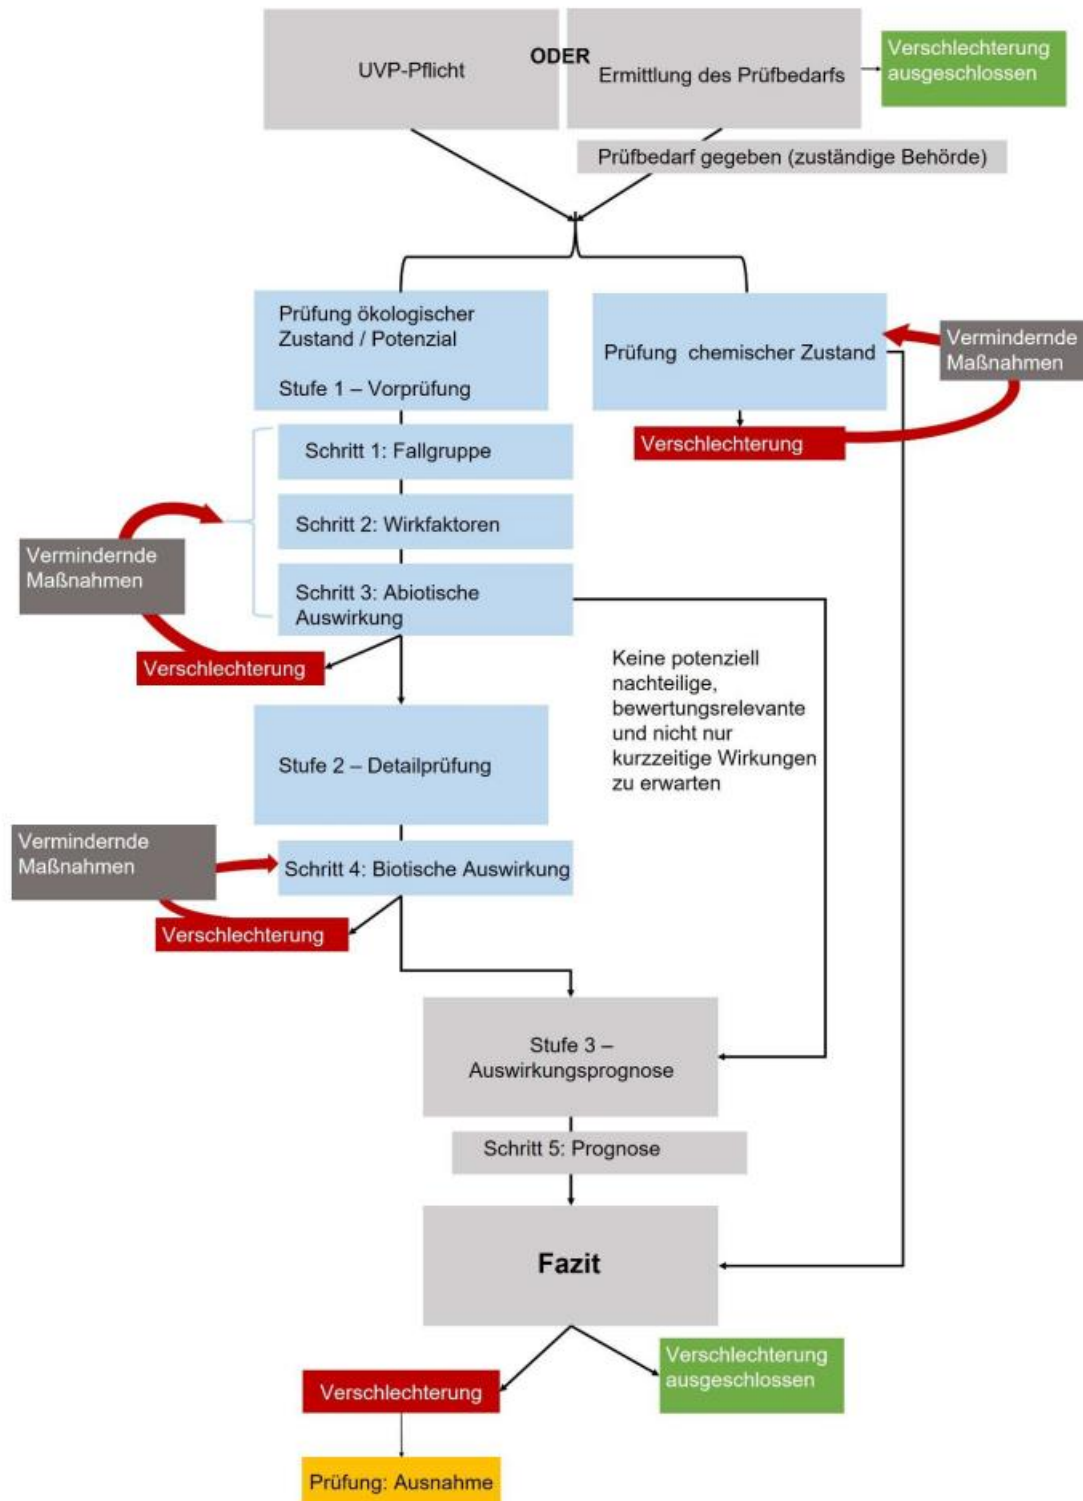 UVP-Pflicht
ODER
Ermittlung des Prüfbedarfs
Verschlechterung
ausgeschlossen
Prüfbedarf gegeben (zuständige Behörde)
Prüfung ökologischer
Zustand / Potenzial
Stufe 1 – Vorprüfung
Prüfung chemischer Zustand
Vermindernde
Maßnahmen
Verschlechterung
Schritt 1: Fallgruppe
Schritt 2: Wirkfaktoren
Vermindernde
Maßnahmen
Schritt 3: Abiotische
Auswirkung
Verschlechterung
Keine potenziell
nachteilige,
bewertungsrelevante
und nicht nur
kurzzeitige Wirkungen
zu erwarten
Stufe 2 – Detailprüfung
Vermindernde
Maßnahmen
Schritt 4: Biotische Auswirkung
Verschlechterung
Stufe 3 –
Auswirkungsprognose
Schritt 5: Prognose
Fazit
Verschlechterung
Verschlechterung
ausgeschlossen
Prüfung: Ausnahme